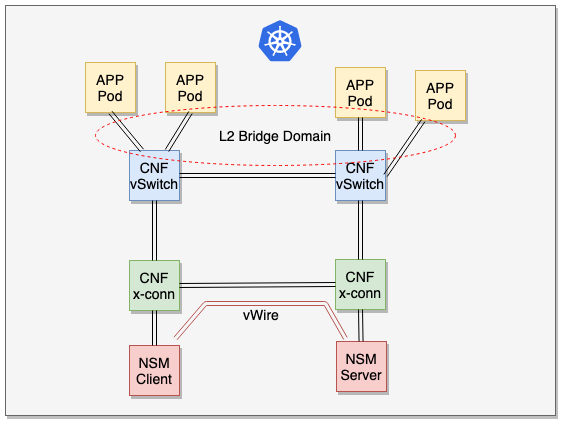 APP
Pod
APP
Pod
APP
Pod
APP
Pod
L2 Bridge Domain
CNF
vSwitch
CNF
vSwitch
CNF
x-conn
CNF
x-conn
vWire
NSM
Client
NSM
Server